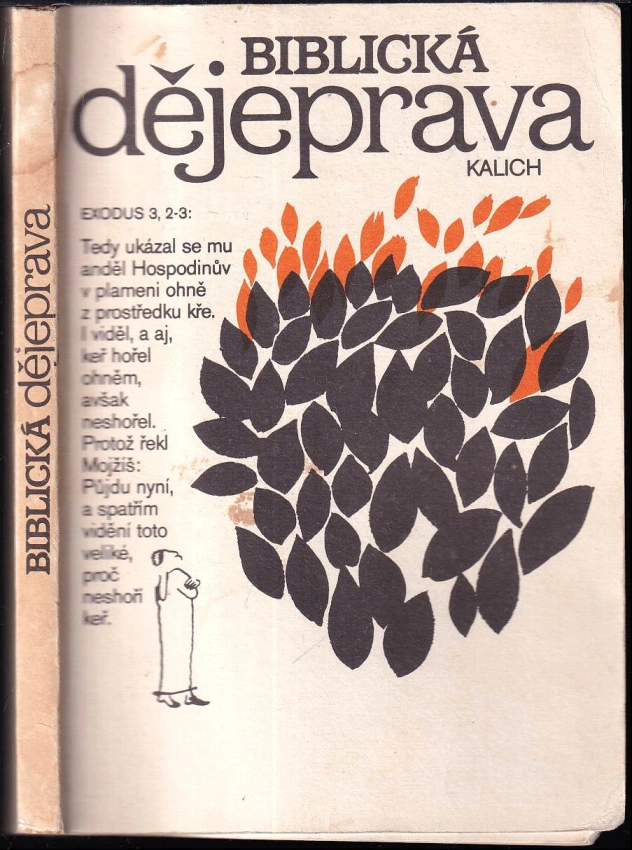 BIBLICKÁ
dějeprava
KALICH
EXODUS 3, 2-3:
Tedy ukázal se mu
anděl Hospodinův
v plameni ohně
z prostředku kře.
I viděl, a aj,
keř hořel
ohněm,
avšak
neshořel.
Protož řekl
Mojžíš:
Půjdu nyní,
a spatřím
vidění toto
veliké,
proč
neshoří
keř.
BIBLICKÁ dějeprava